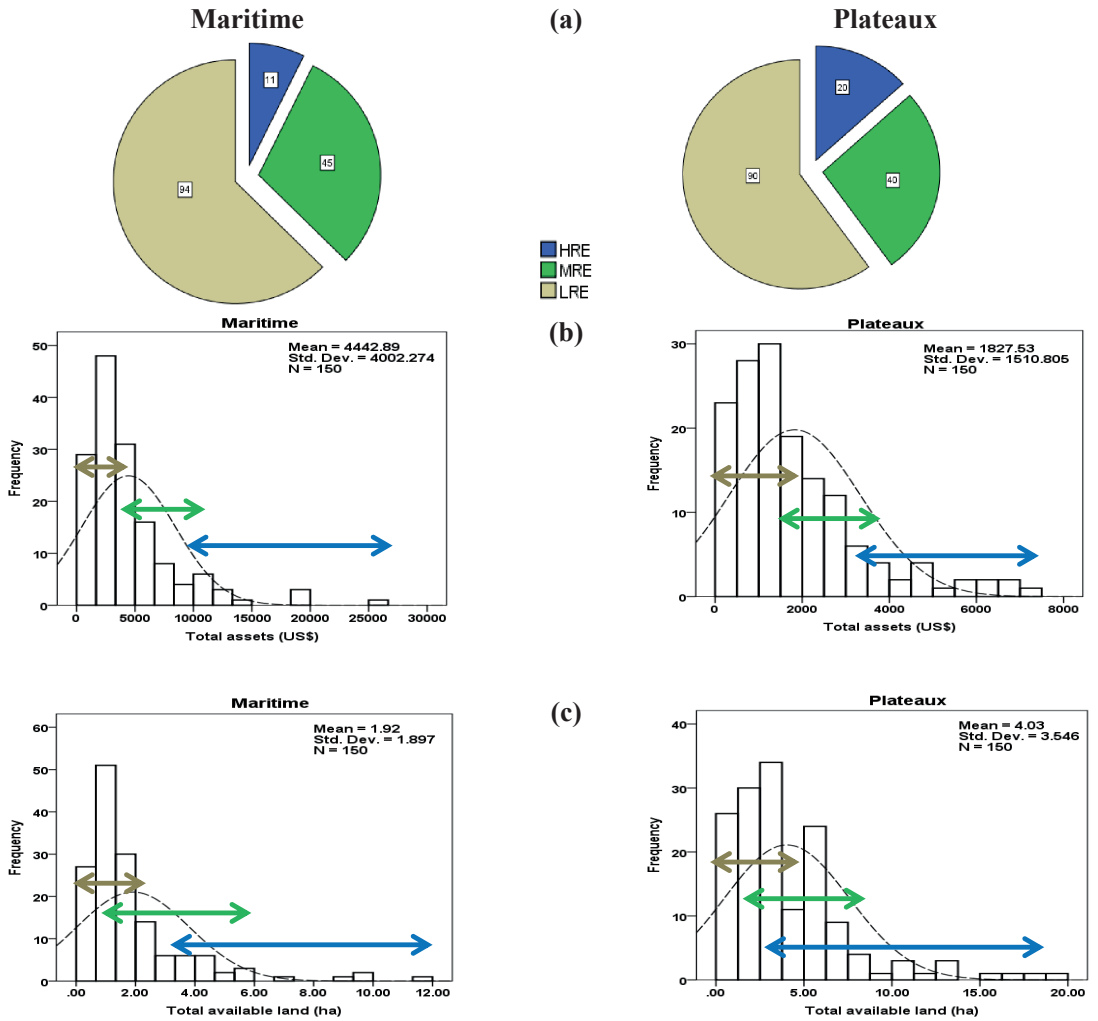 Maritime
(a)
Plateaux
11
45
94
20
40
90
HRE
MRE
LRE
(b)
Maritime
Mean = 4442.89
Std. Dev. = 4002.274
N = 150
Frequency
50
40
30
20
10
0
0 5000 10000 15000 20000 25000 30000
Total assets (US$)
Plateaux
Mean = 1827.53
Std. Dev. = 1510.805
N = 150
Frequency
30
20
10
0
0 2000 4000 6000 8000
Total assets (US$)
(c)
Maritime
Mean = 1.92
Std. Dev. = 1.897
N = 150
Frequency
60
50
40
30
20
10
0
.00 2.00 4.00 6.00 8.00 10.00 12.00
Total available land (ha)
Plateaux
Mean = 4.03
Std. Dev. = 3.546
N = 150
Frequency
40
30
20
10
0
.00 5.00 10.00 15.00 20.00
Total available land (ha)